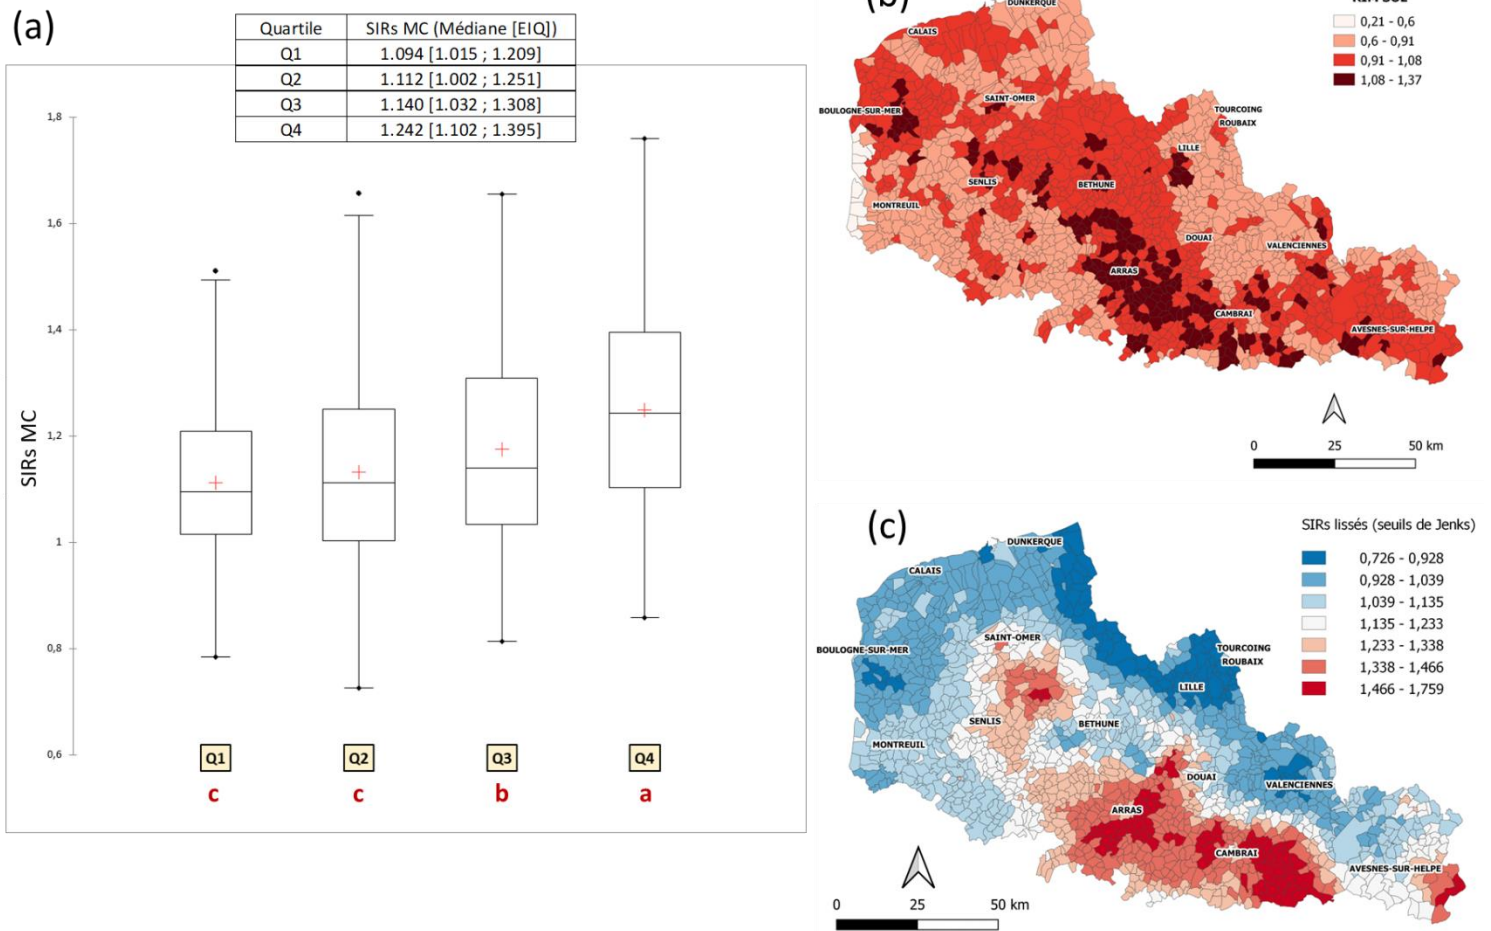 (a)
Quartile SIRs MC (Médiane [EIQ])
Q1 1.094 [1.015 ; 1.209]
Q2 1.112 [1.002 ; 1.251]
Q3 1.140 [1.032 ; 1.308]
Q4 1.242 [1.102 ; 1.395]
SIRs MC
1,8
1,6
1,4
1,2
1
0,8
0,6
Q1 Q2 Q3 Q4
c c b a
(b)
0,21 - 0,6
0,6 - 0,91
0,91 - 1,08
1,08 - 1,37
DUNKERQUE
CALAIS
SAINT-OMER
BOULOGNE-SUR-MER
TOURCOING
ROUBAIX
LILLE
SENLIS
BETHUNE
MONTREUIL
DOUAI
VALENCIENNES
ARRAS
CAMBRAI
AVESNES-SUR-HELPE
0 25 50 km
(c)
SIRs lissés (seuils de Jenks)
0,726 - 0,928
0,928 - 1,039
1,039 - 1,135
1,135 - 1,233
1,233 - 1,338
1,338 - 1,466
1,466 - 1,759
DUNKERQUE
CALAIS
SAINT-OMER
BOULOGNE-SUR-MER
TOURCOING
ROUBAIX
LILLE
SENLIS
BETHUNE
MONTREUIL
DOUAI
VALENCIENNES
ARRAS
CAMBRAI
AVESNES-SUR-HELPE
0 25 50 km